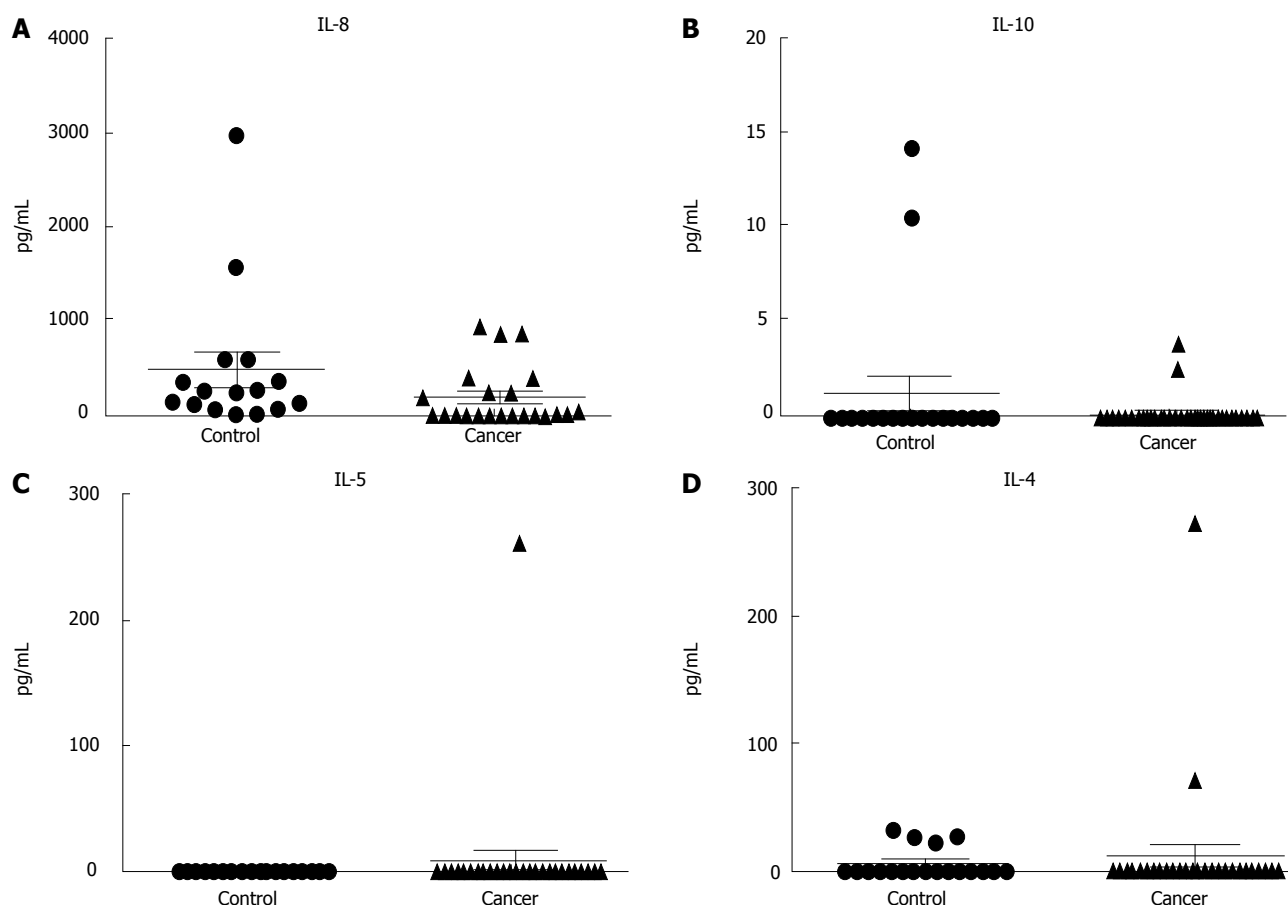 A
IL-8
4000
3000
2000
1000
0
pg/mL
Control
Cancer
B
IL-10
20
15
10
5
0
pg/mL
Control
Cancer
C
IL-5
300
200
100
0
pg/mL
Control
Cancer
D
IL-4
300
200
100
0
pg/mL
Control
Cancer